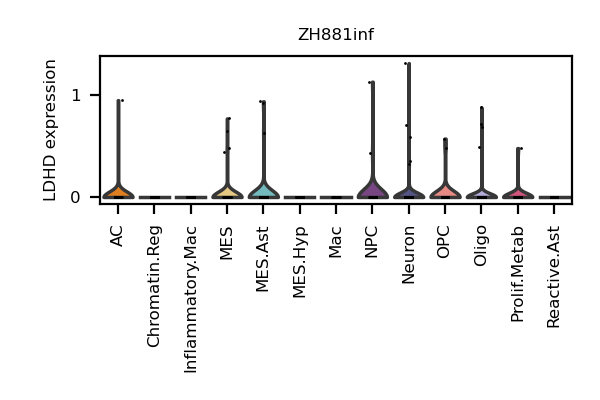 ZH881inf
LDHD expression
1
0
AC
Chromatin.Reg
Inflammatory.Mac
MES
MES.Ast
MES.Hyp
Mac
NPC
Neuron
OPC
Oligo
Prolif.Metab
Reactive.Ast